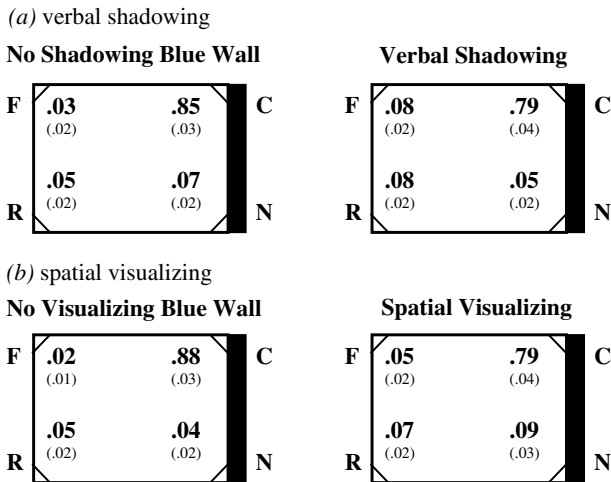 (a) verbal shadowing
No Shadowing Blue Wall Verbal Shadowing
F .03 .85 C F .08 .79 C
(.02) (.03) (.02) (.04)
.05 .07 .08 .05
(.02) (.02) (.02) (.02)
R N R N
(b) spatial visualizing
No Visualizing Blue Wall Spatial Visualizing
F .02 .88 C F .05 .79 C
(.01) (.03) (.02) (.04)
.05 .04 .07 .09
(.02) (.02) (.02) (.03)
R N R N